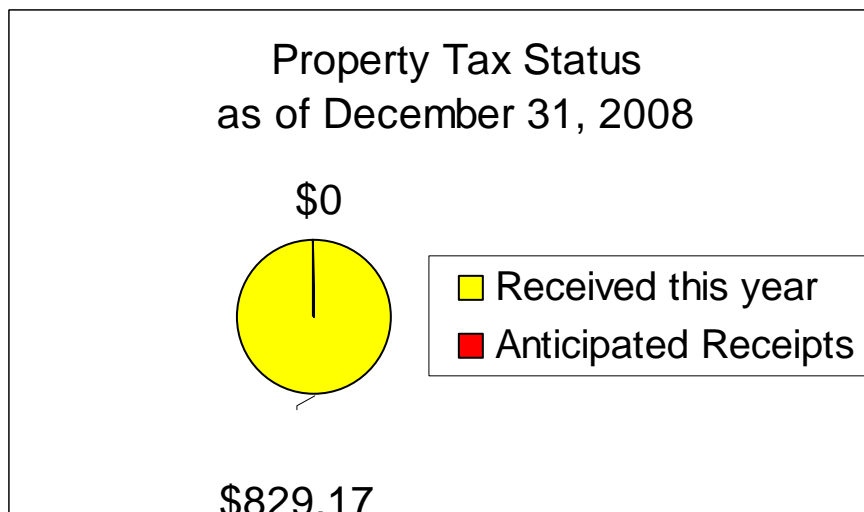 Property Tax Status
as of December 31, 2008
$0
Received this year
Anticipated Receipts
$829.17